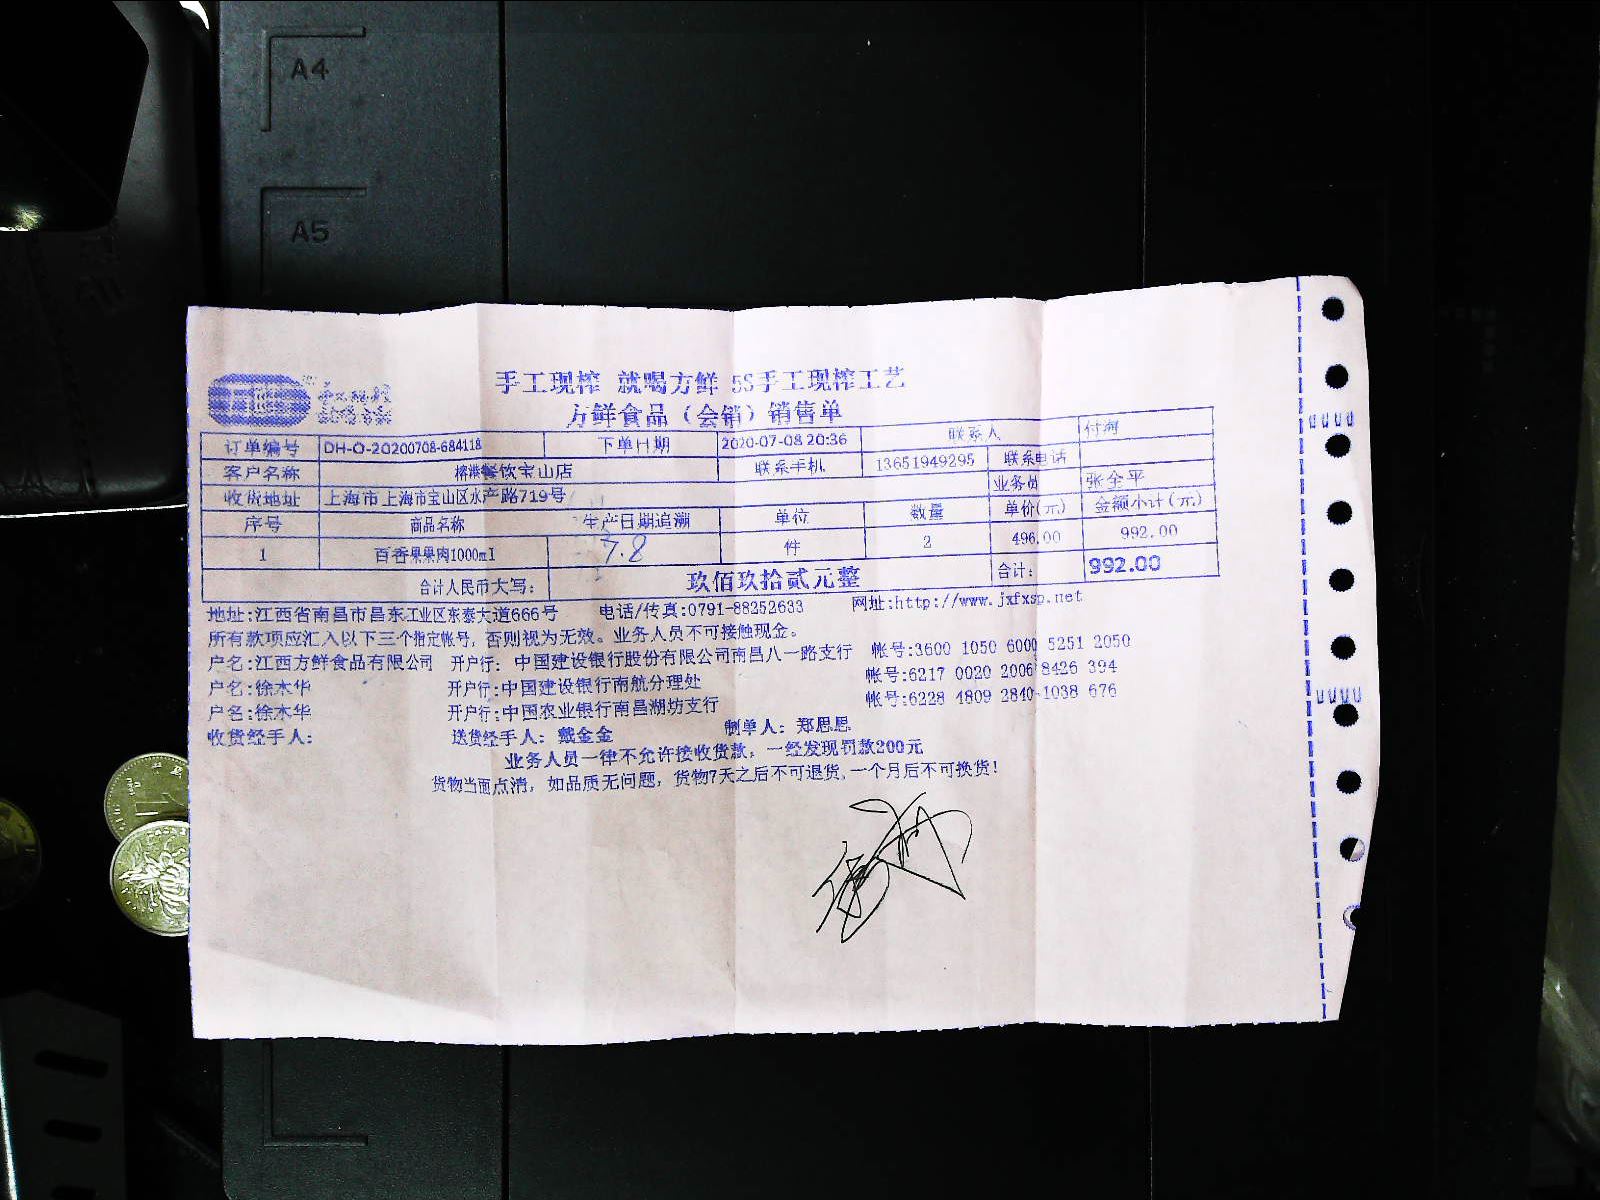 A4
A5
手工现榨 就喝方鲜 5S手工现榨工艺
方鲜食品（会销）销售单
订单编号 DH-O-20200708-684118 下单日期 2020-07-08 20:36 联系人 付海
客户名称 榕港餐饮宝山店 联系手机 13651949295 联系电话
收货地址 上海市上海市宝山区水产路719号 业务员 张全平
序号 商品名称 生产日期追溯 单位 数量 单价(元) 金额小计(元)
1 百香果果肉1000ml 7.8 件 2 496.00 992.00
合计人民币大写： 玖佰玖拾贰元整 合计： 992.00
地址:江西省南昌市昌东工业区东泰大道666号 电话/传真:0791-88252633 网址:http://www.jxfxsp.net
所有款项应汇入以下三个指定帐号，否则视为无效。业务人员不可接触现金。
户名:江西方鲜食品有限公司 开户行: 中国建设银行股份有限公司南昌八一路支行 帐号:3600 1050 6000 5251 2050
户名:徐木华 开户行:中国建设银行南航分理处 帐号:6217 0020 2006 8426 394
户名:徐木华 开户行:中国农业银行南昌湖坊支行 帐号:6228 4809 2840 1038 676
收货经手人: 送货经手人: 戴金金 制单人: 郑思恩
业务人员一律不允许接收货款，一经发现罚款200元
货物当面点清，如品质无问题，货物7天之后不可退货,一个月后不可换货！